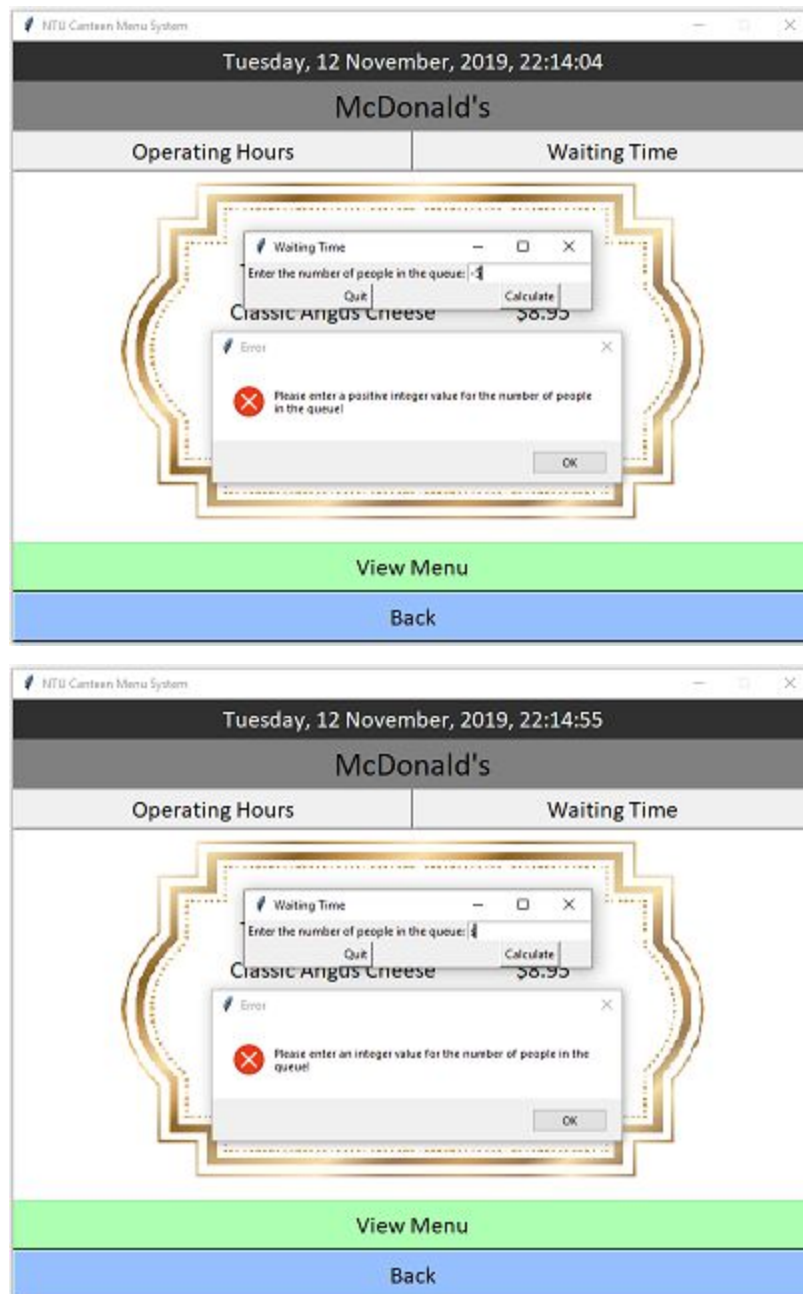 NTU Canteen Menu System
Tuesday, 12 November, 2019, 22:14:04
McDonald's
Operating Hours Waiting Time
Waiting Time
Enter the number of people in the queue:
Quit Calculate
Classic Angus Cheese $8.95
Error
Please enter a positive integer value for the number of people
in the queue!
OK
View Menu
Back
NTU Canteen Menu System
Tuesday, 12 November, 2019, 22:14:55
McDonald's
Operating Hours Waiting Time
Waiting Time
Enter the number of people in the queue:
Quit Calculate
Classic Angus Cheese $8.95
Error
Please enter an integer value for the number of people in the
queue!
OK
View Menu
Back